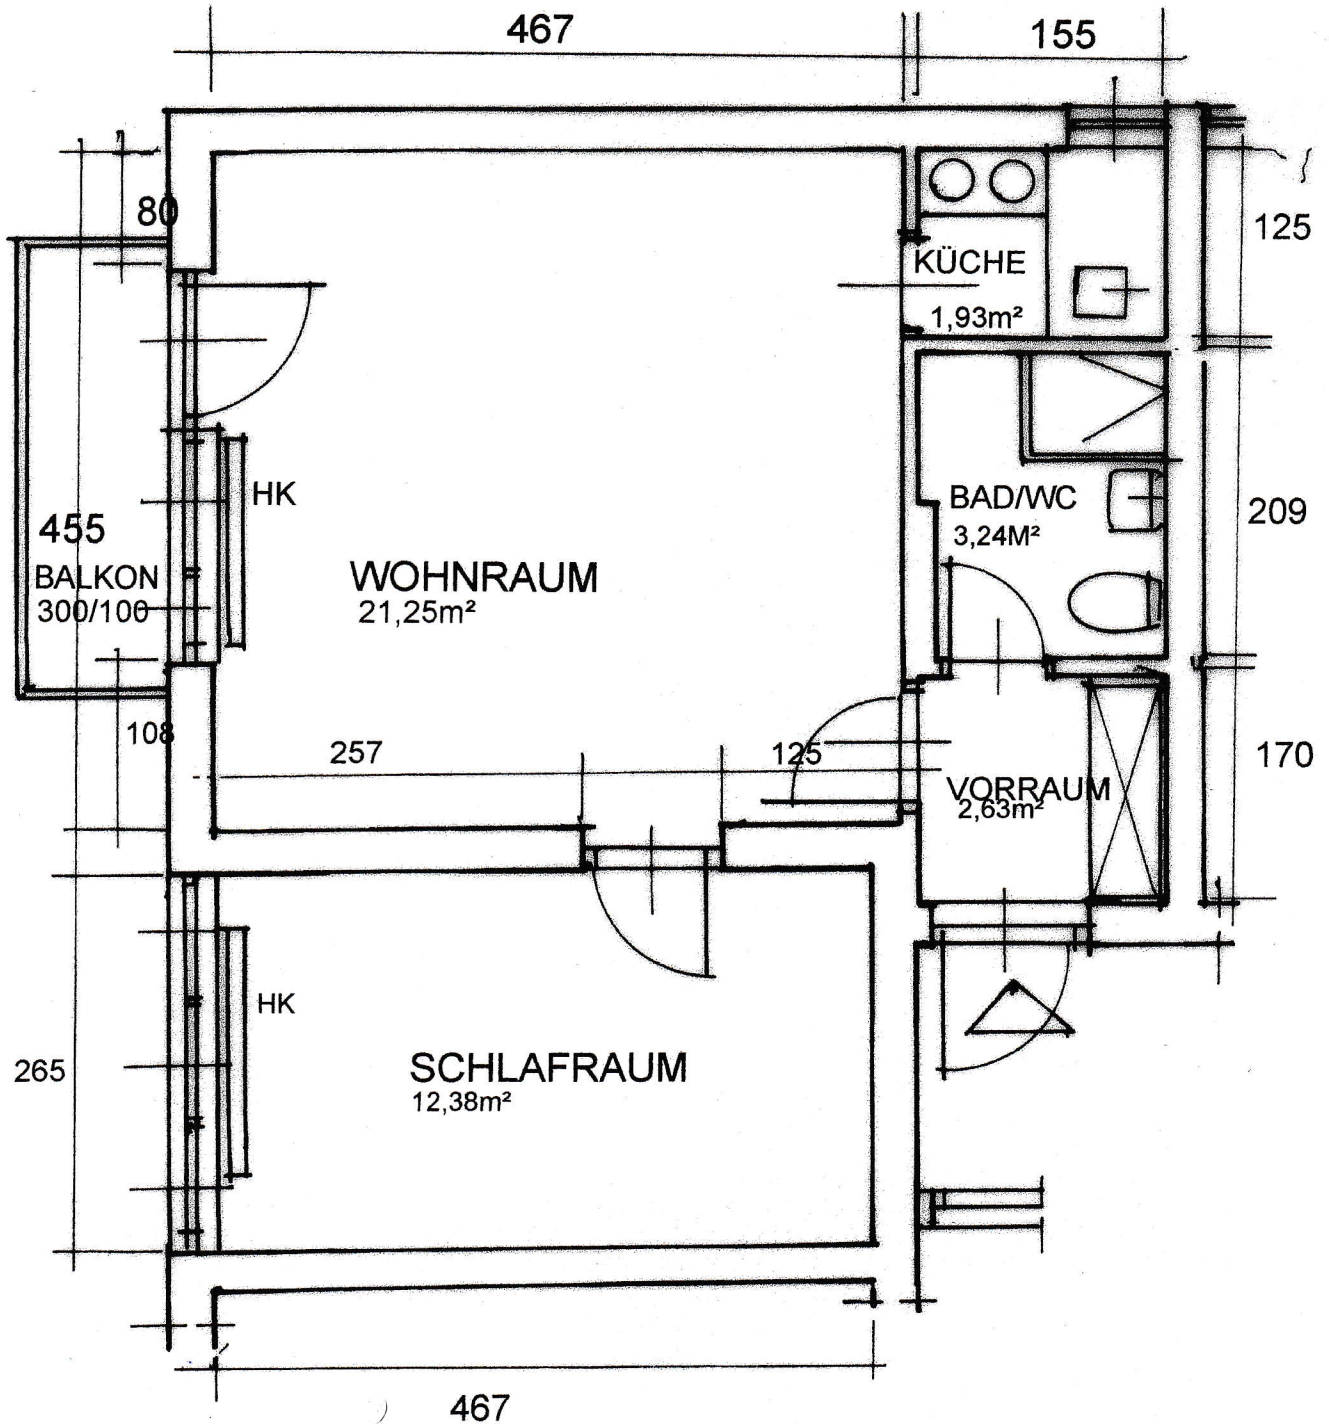 467
155
80
125
KÜCHE
1,93m²
HK
455
BALKON
300/100
WOHNRAUM
21,25m²
BAD/WC
3,24M²
209
108
257
125
VORRAUM
2,63m²
170
HK
265
SCHLAFRAUM
12,38m²
467